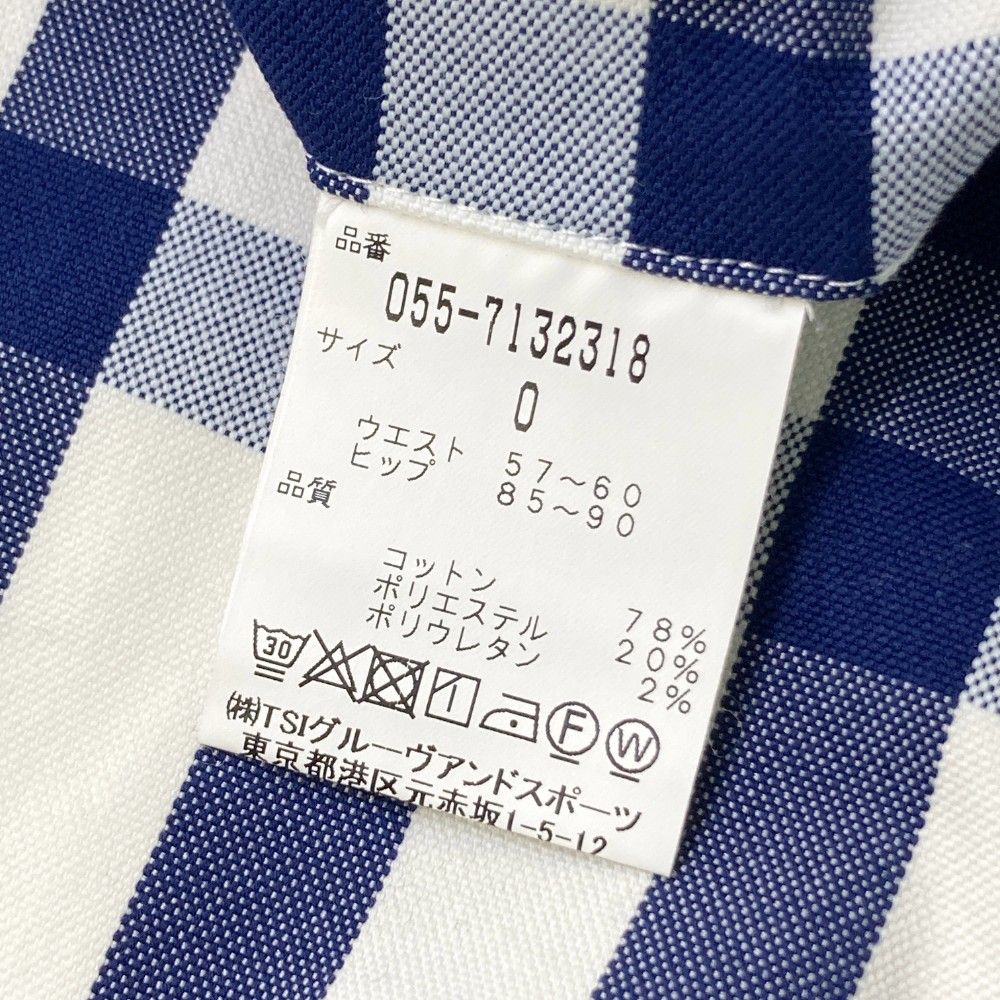 品番
055-7132318
サイズ
0
ウエスト 57～60
ヒップ 85～90
品質
コットン 78%
ポリエステル 20%
ポリウレタン 2%
30
F W
㈱TSIグルーヴアンドスポーツ
東京都港区元赤坂1-5-12